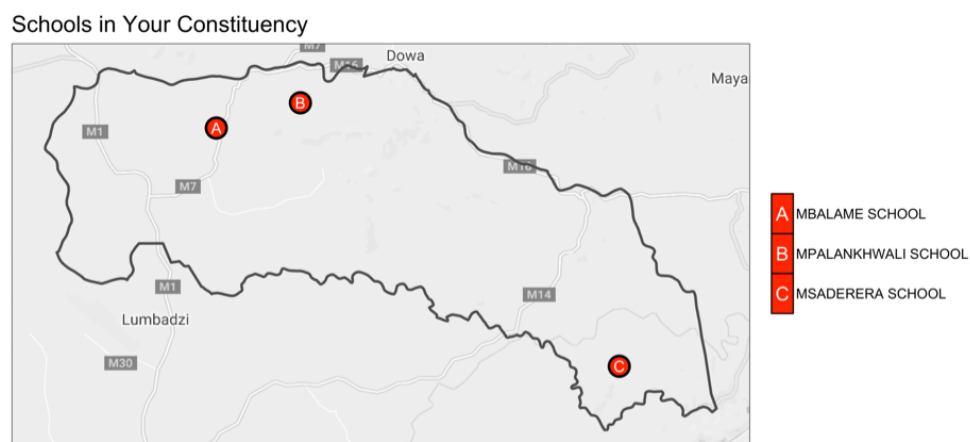 Schools in Your Constituency
M7
M16
Dowa
Maya
B
A
M1
M16
M7
A MBALAME SCHOOL
B MPALANKHWALI SCHOOL
C MSADERERA SCHOOL
M1
M14
Lumbadzi
M30
C